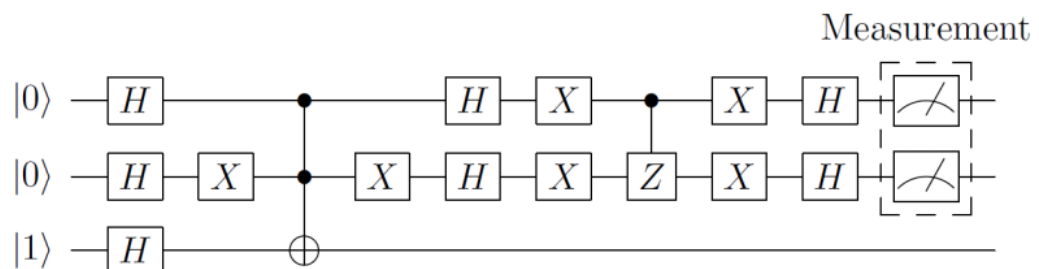 Measurement
|0⟩ H H X X H
|0⟩ H X X H X Z X H
|1⟩ H